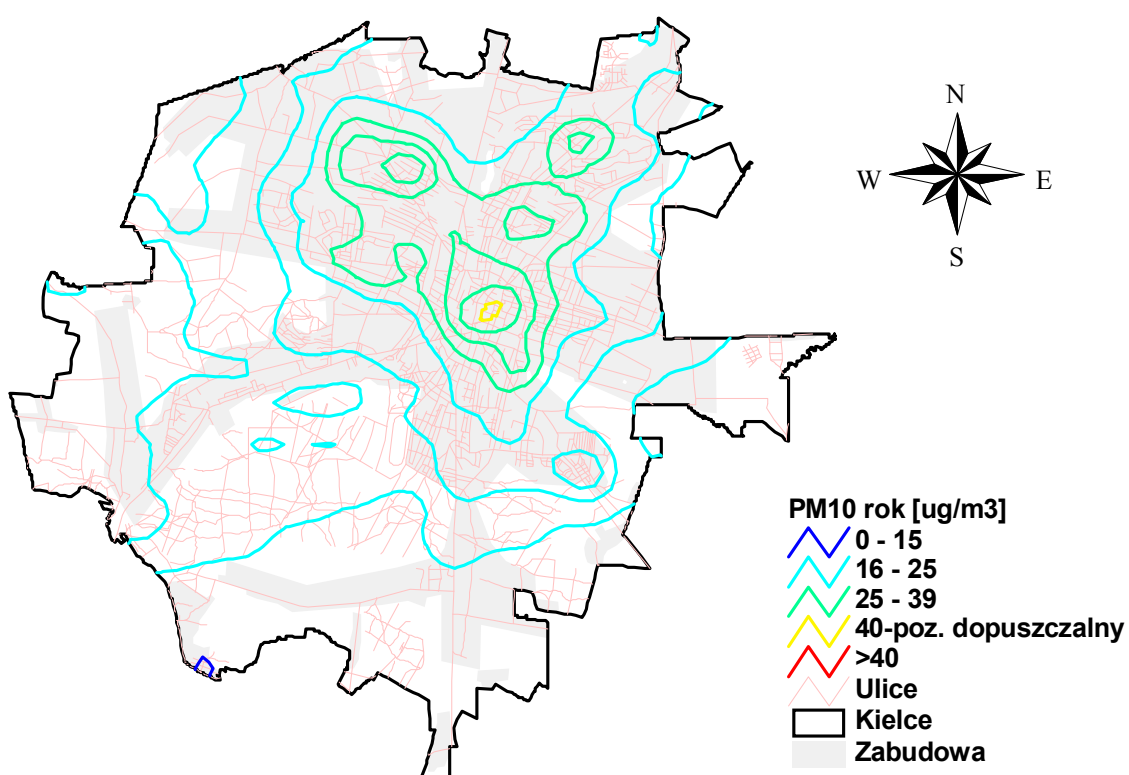 N
W
E
S
PM10 rok [ug/m3]
0 - 15
16 - 25
25 - 39
40-poz. dopuszczalny
>40
Ulice
Kielce
Zabudowa